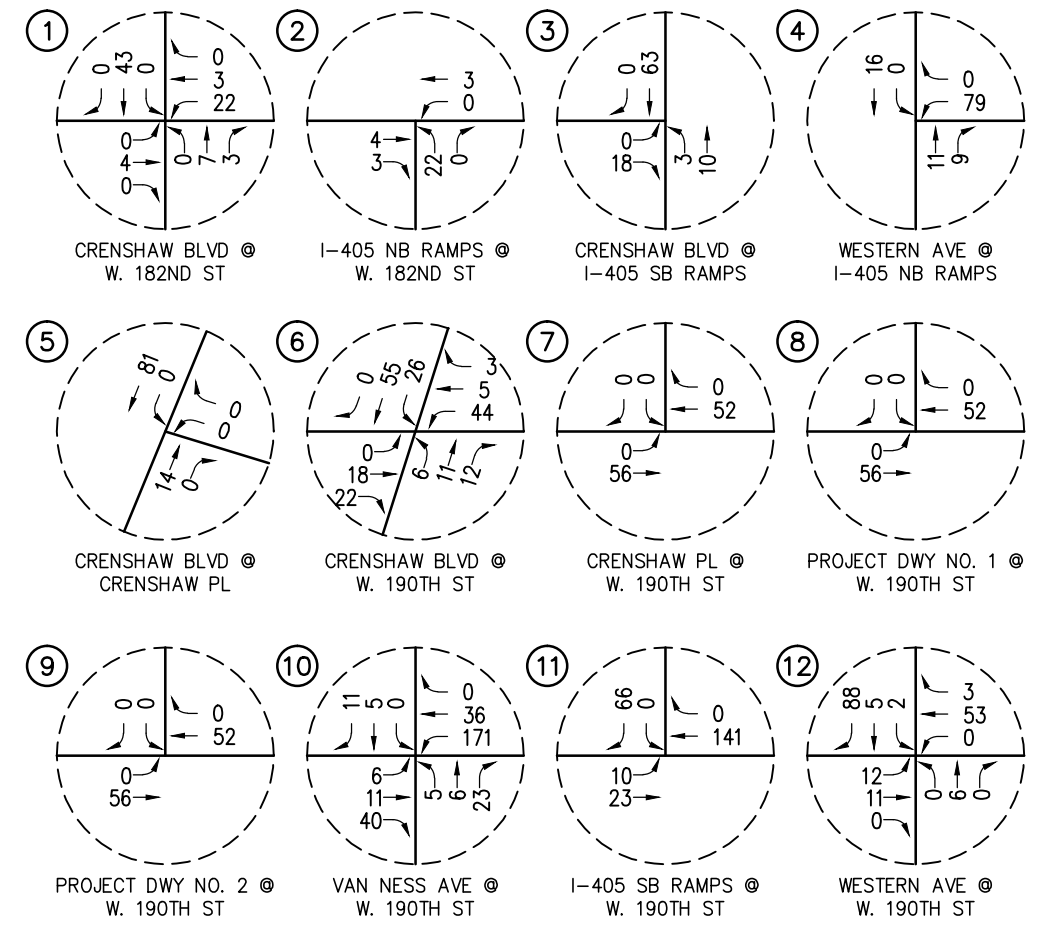 1
0 43 0
0
3
22
0
4
0
0 7 3
CRENSHAW BLVD @
W. 182ND ST
2
3
0
4
3
22 0
I-405 NB RAMPS @
W. 182ND ST
3
0 63
0
18
3 10
CRENSHAW BLVD @
I-405 SB RAMPS
4
16 0
0
79
11 9
WESTERN AVE @
I-405 NB RAMPS
5
81 0
0
0
14 0
CRENSHAW BLVD @
CRENSHAW PL
6
0 55 26
3
5
44
0
18
22
6 11 12
CRENSHAW BLVD @
W. 190TH ST
7
0 0
0
52
0
56
CRENSHAW PL @
W. 190TH ST
8
0 0
0
52
0
56
PROJECT DWY NO. 1 @
W. 190TH ST
9
0 0
0
52
0
56
PROJECT DWY NO. 2 @
W. 190TH ST
10
11 5 0
0
36
171
6
11
40
5 6 23
VAN NESS AVE @
W. 190TH ST
11
66 0
0
141
10
23
I-405 SB RAMPS @
W. 190TH ST
12
88 5 2
3
53
0
12
11
0
0 6 0
WESTERN AVE @
W. 190TH ST